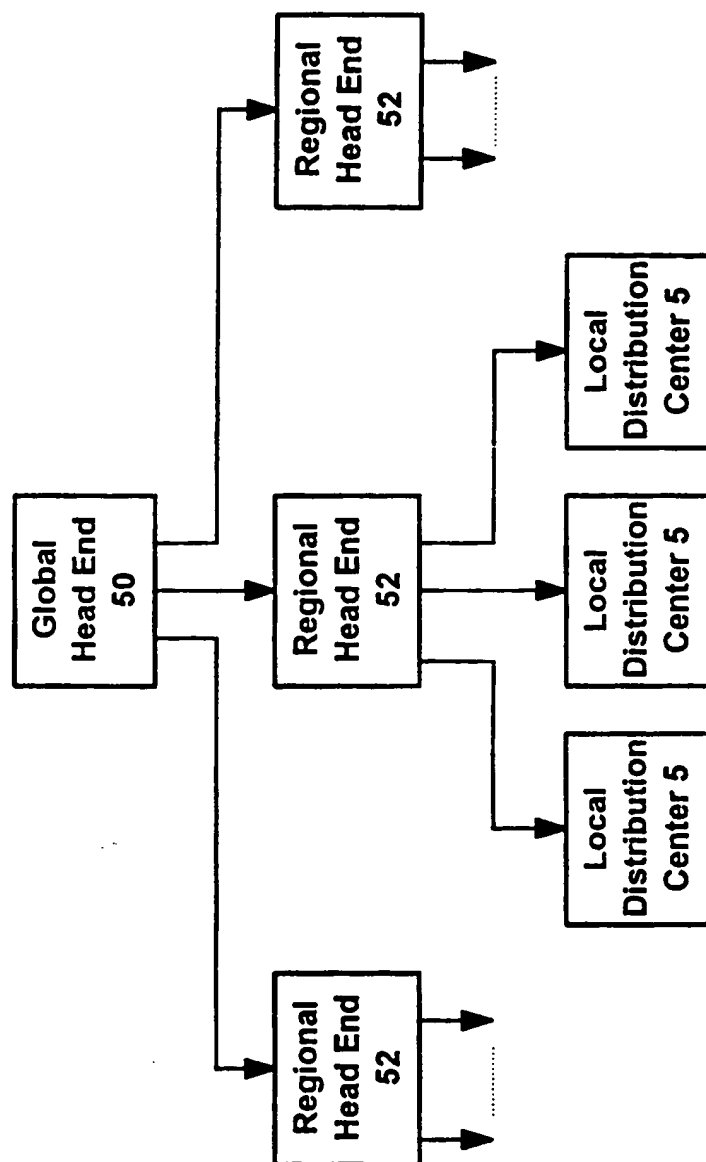 Global
Head End
50
Regional
Head End
52
Regional
Head End
52
Regional
Head End
52
Local
Distribution
Center 5
Local
Distribution
Center 5
Local
Distribution
Center 5